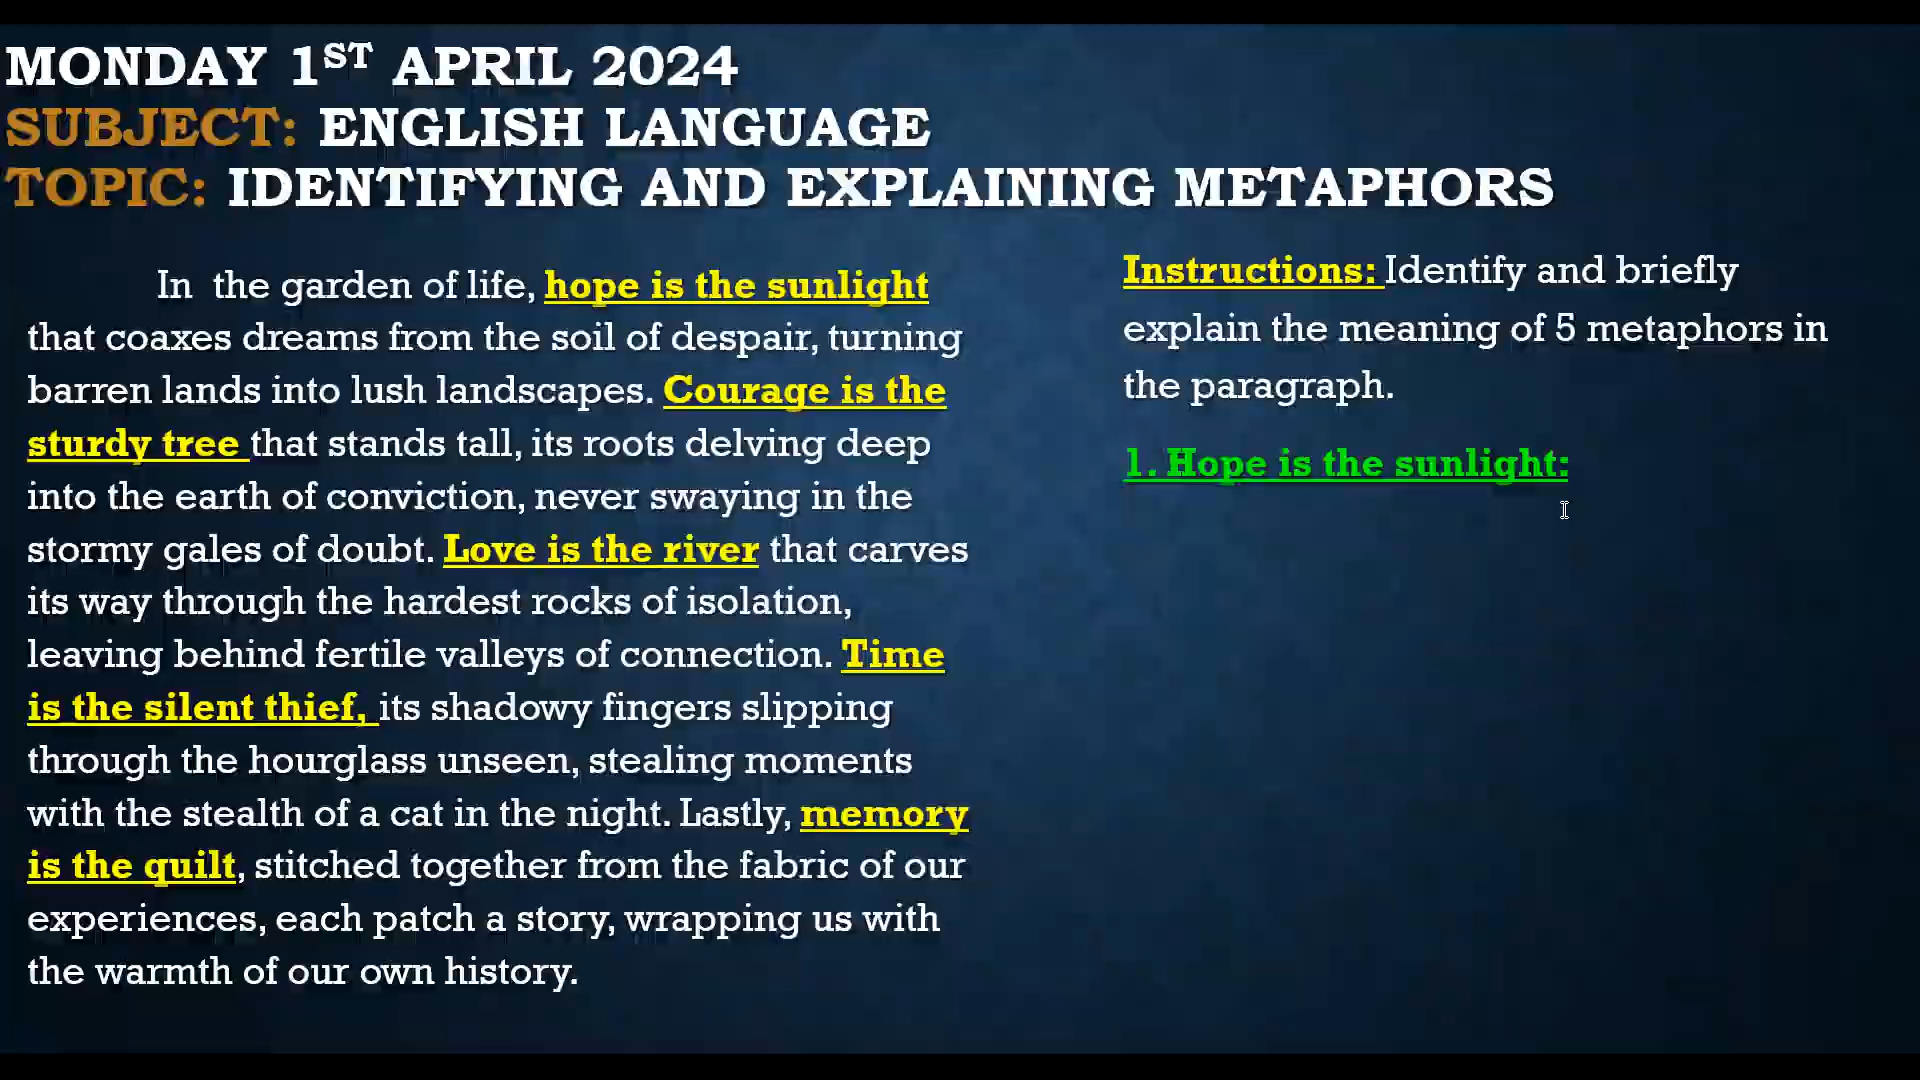 MONDAY 1ST APRIL 2024
SUBJECT: ENGLISH LANGUAGE
TOPIC: IDENTIFYING AND EXPLAINING METAPHORS
In the garden of life, hope is the sunlight
that coaxes dreams from the soil of despair, turning
barren lands into lush landscapes. Courage is the
sturdy tree that stands tall, its roots delving deep
into the earth of conviction, never swaying in the
stormy gales of doubt. Love is the river that carves
its way through the hardest rocks of isolation,
leaving behind fertile valleys of connection. Time
is the silent thief, its shadowy fingers slipping
through the hourglass unseen, stealing moments
with the stealth of a cat in the night. Lastly, memory
is the quilt, stitched together from the fabric of our
experiences, each patch a story, wrapping us with
the warmth of our own history.
Instructions: Identify and briefly
explain the meaning of 5 metaphors in
the paragraph.
1. Hope is the sunlight: